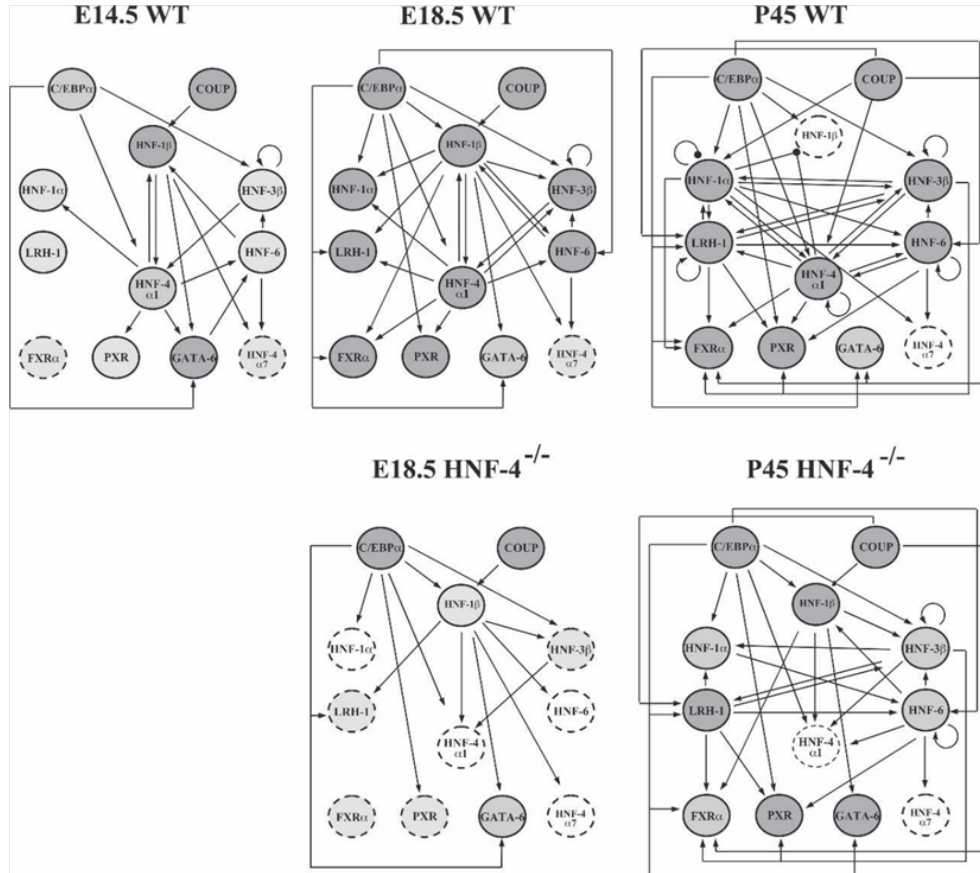 E14.5 WT
E18.5 WT
P45 WT
C/EBPα
COUP
HNF-1β
HNF-1α
HNF-3β
LRH-1
HNF-6
HNF-4
α1
FXRα
PXR
GATA-6
HNF-4
α7
C/EBPα
COUP
HNF-1β
HNF-1α
HNF-3β
LRH-1
HNF-6
HNF-4
α1
FXRα
PXR
GATA-6
HNF-4
α7
C/EBPα
COUP
HNF-1β
HNF-1α
HNF-3β
LRH-1
HNF-6
HNF-4
α1
FXRα
PXR
GATA-6
HNF-4
α7
E18.5 HNF-4 -/-
P45 HNF-4 -/-
C/EBPα
COUP
HNF-1β
HNF-1α
HNF-3β
LRH-1
HNF-6
HNF-4
α1
FXRα
PXR
GATA-6
HNF-4
α7
C/EBPα
COUP
HNF-1β
HNF-1α
HNF-3β
LRH-1
HNF-6
HNF-4
α1
FXRα
PXR
GATA-6
HNF-4
α7